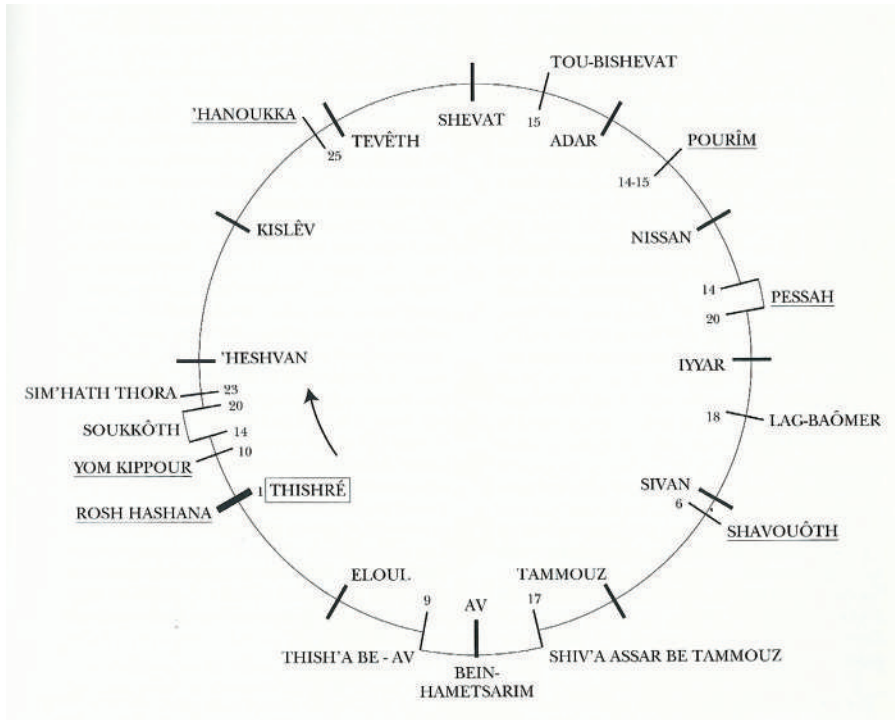 TOU-BISHEVAT
'HANOUKKA
SHEVAT
15
TEVÊTH
ADAR
POURÎM
25
14-15
KISLÊV
NISSAN
14
PESSAH
20
'HESHVAN
IYYAR
SIM'HATH THORA
23
20
18
LAG-BAÔMER
SOUKKÔTH
14
10
YOM KIPPOUR
SIVAN
1
THISHRÉ
6
ROSH HASHANA
SHAVOUÔTH
ELOUL
TAMMOUZ
9
AV
17
THISH'A BE - AV
SHIV'A ASSAR BE TAMMOUZ
BEIN-
HAMETSARIM